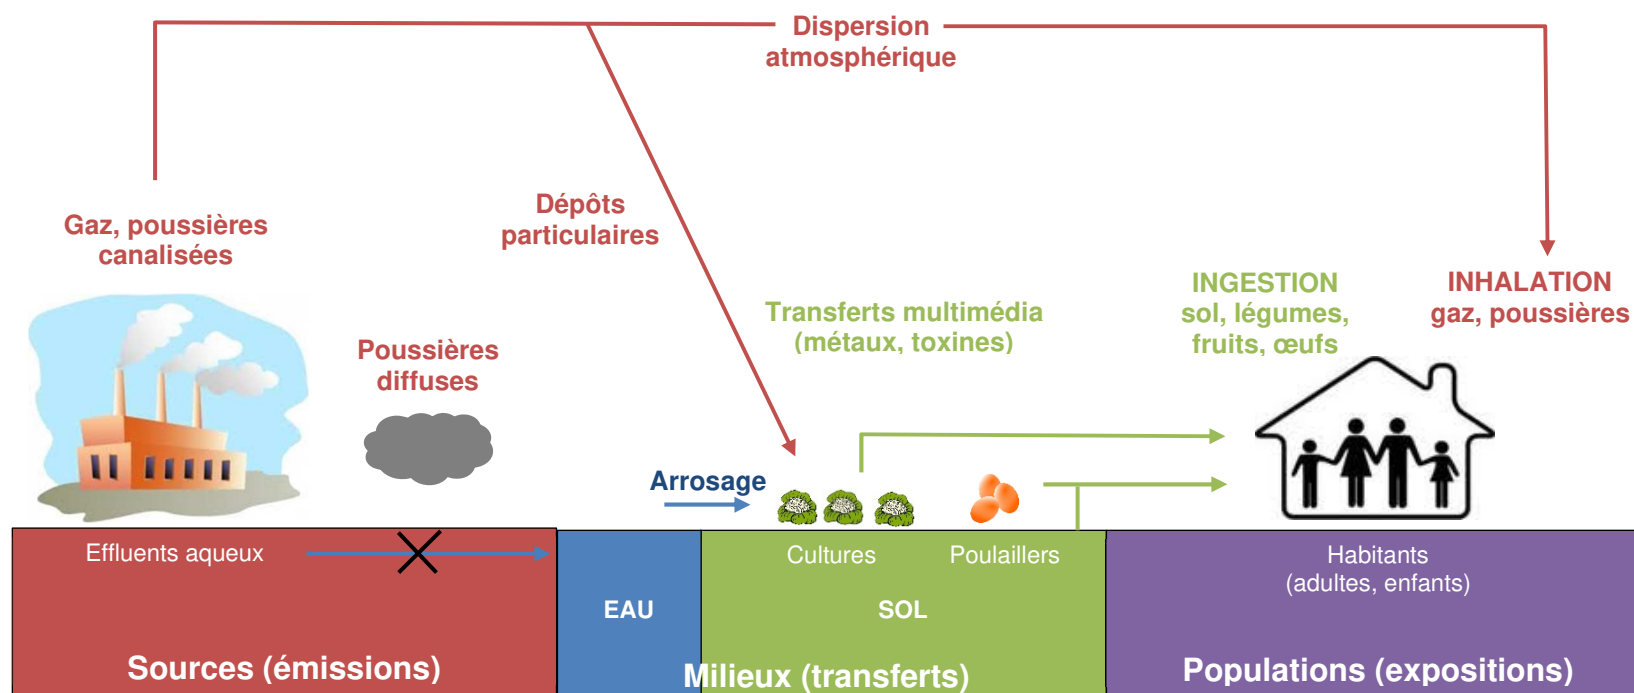 Dispersion
atmosphérique
Gaz, poussières
canalisées
Dépôts
particulaires
Poussières
diffuses
Transferts multimédia
(métaux, toxines)
INGESTION
sol, légumes,
fruits, œufs
INHALATION
gaz, poussières
Arrosage
Effluents aqueux
Cultures
Poulaillers
Habitants
(adultes, enfants)
EAU
SOL
Sources (émissions)
Milieux (transferts)
Populations (expositions)